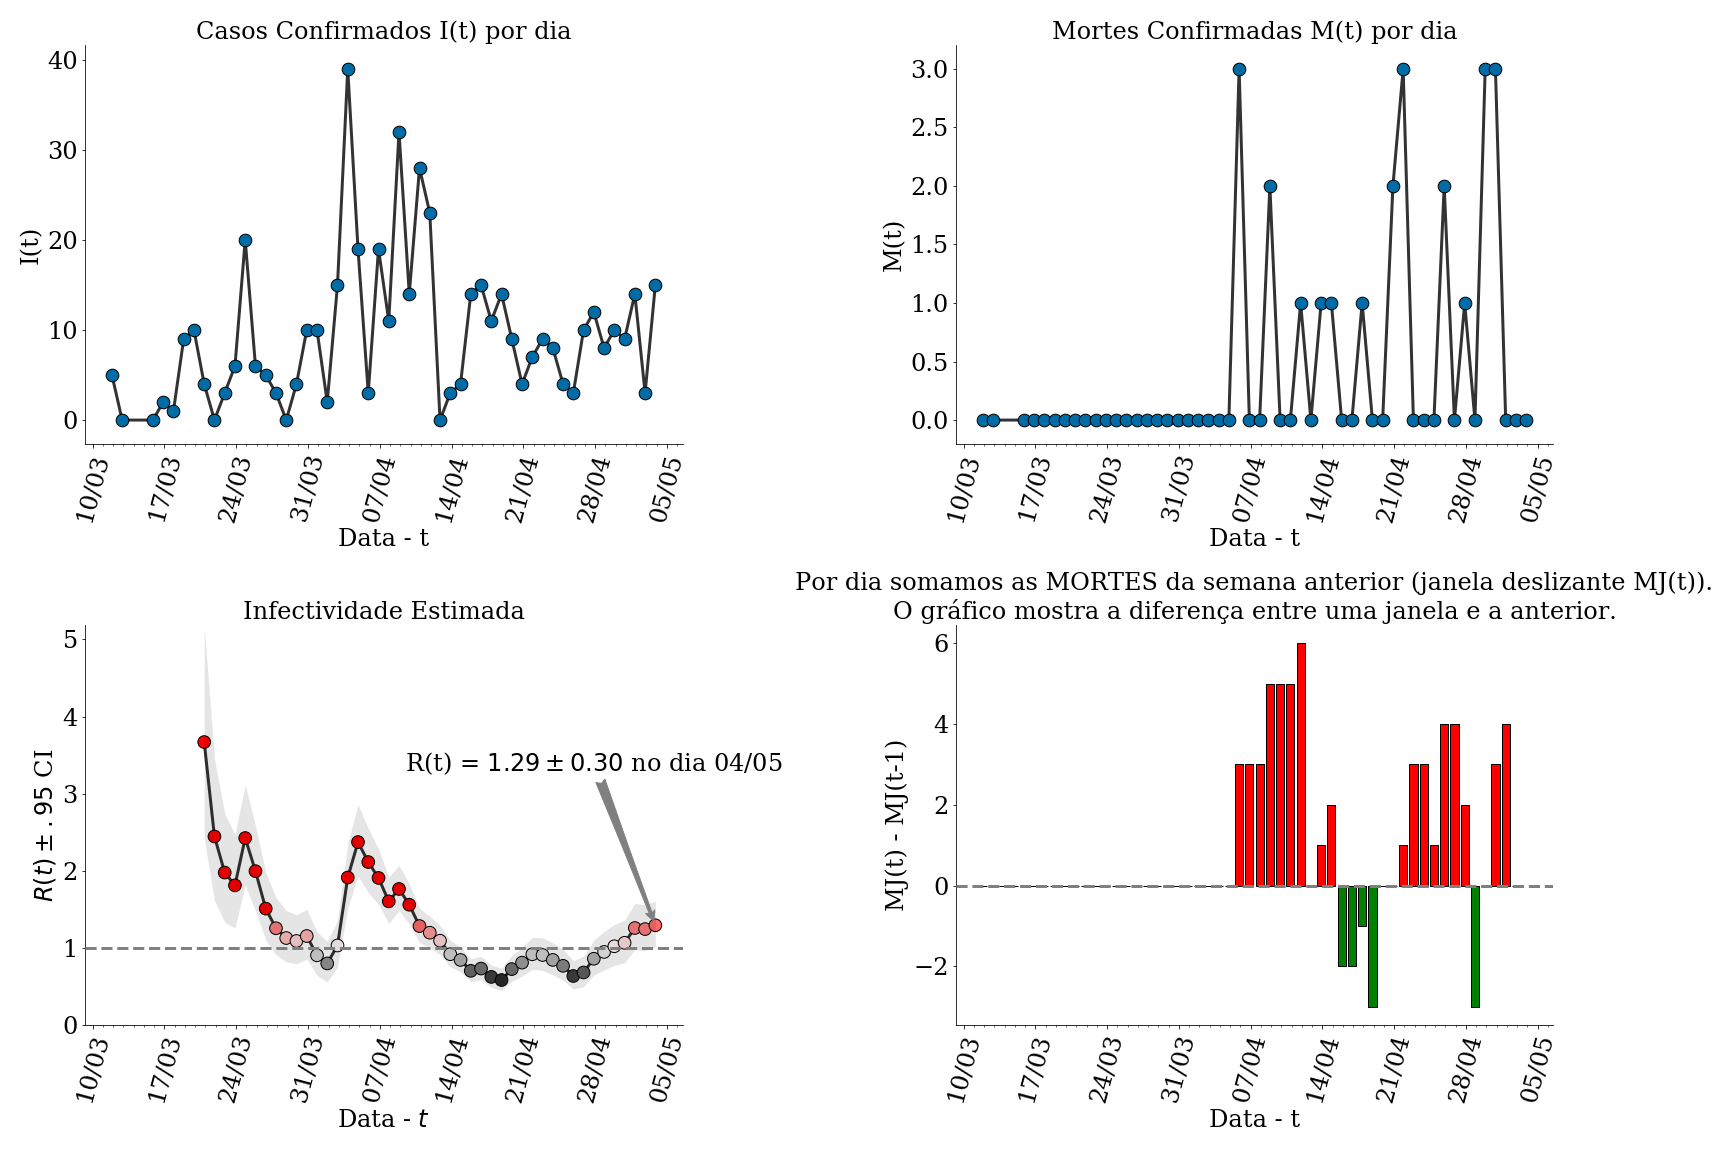 Casos Confirmados I(t) por dia
I(t)
40
30
20
10
0
10/03 17/03 24/03 31/03 07/04 14/04 21/04 28/04 05/05
Data - t
Mortes Confirmadas M(t) por dia
M(t)
3.0
2.5
2.0
1.5
1.0
0.5
0.0
10/03 17/03 24/03 31/03 07/04 14/04 21/04 28/04 05/05
Data - t
Infectividade Estimada
R(t) ± .95 CI
5
4
3
2
1
0
R(t) = 1.29 ± 0.30 no dia 04/05
10/03 17/03 24/03 31/03 07/04 14/04 21/04 28/04 05/05
Data - t
Por dia somamos as MORTES da semana anterior (janela deslizante MJ(t)).
O gráfico mostra a diferença entre uma janela e a anterior.
MJ(t) - MJ(t-1)
6
4
2
0
−2
10/03 17/03 24/03 31/03 07/04 14/04 21/04 28/04 05/05
Data - t